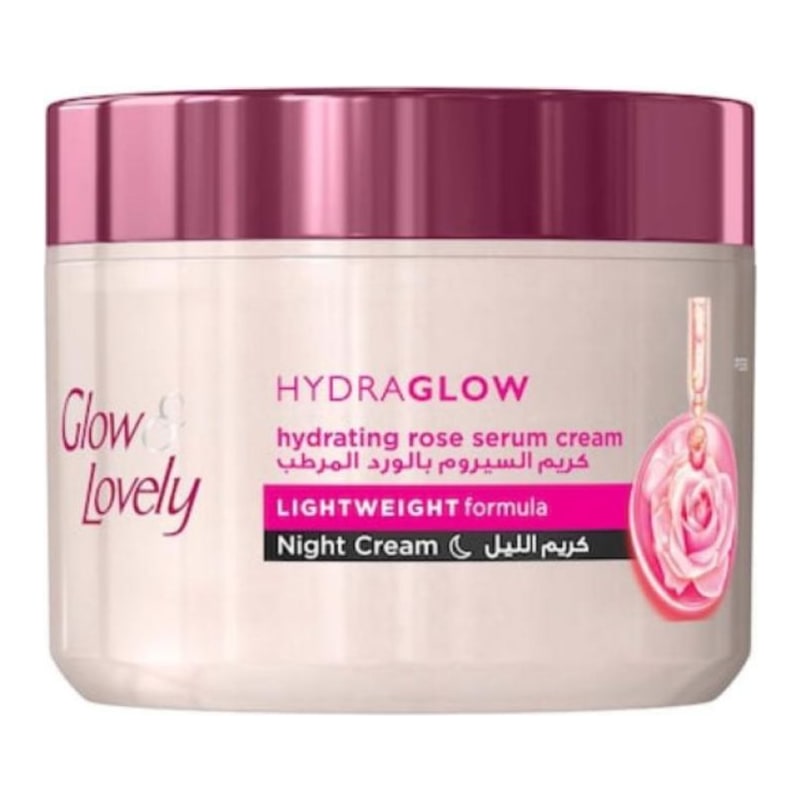 Glow &
Lovely
HYDRAGLOW
hydrating rose serum cream
كريم السيروم بالورد المرطب
LIGHTWEIGHT formula
Night Cream كريم الليل